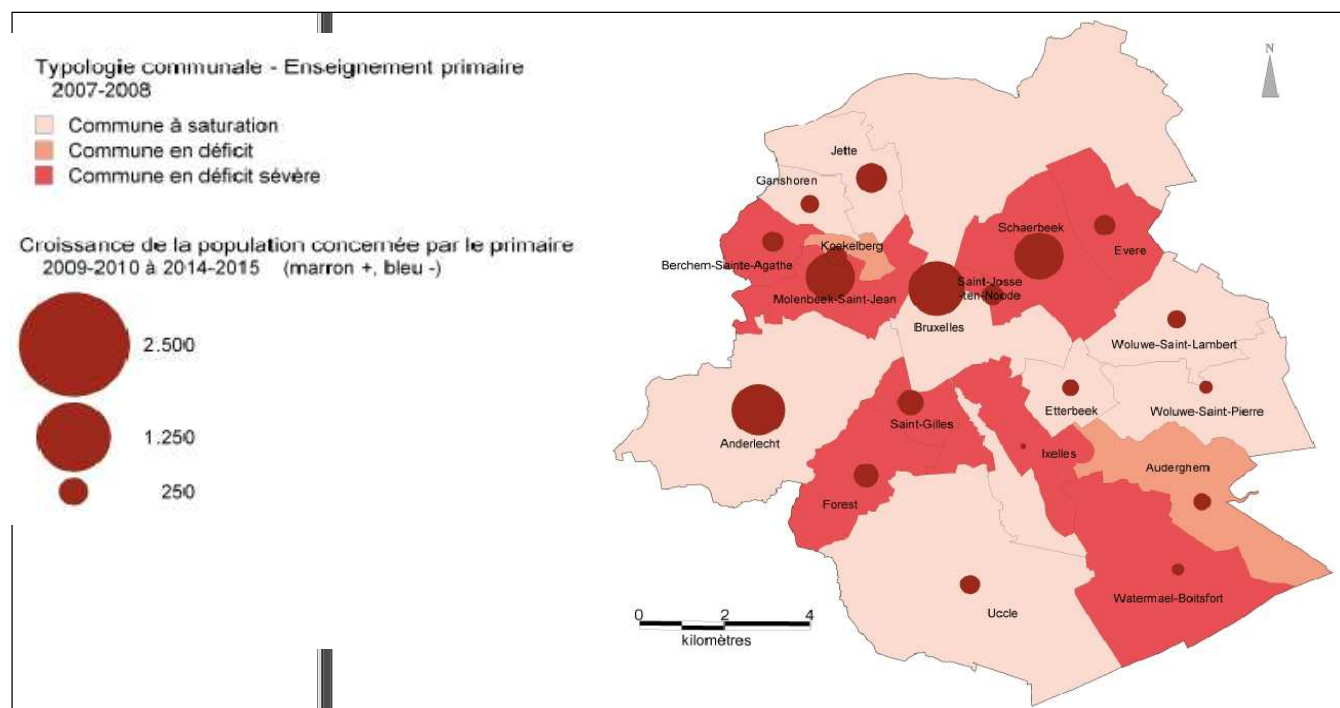 Typologie communale - Enseignement primaire
2007-2008
Commune à saturation
Commune en déficit
Commune en déficit sévère
Croissance de la population concernée par le primaire
2009-2010 à 2014-2015 (marron +, bleu -)
2.500
1.250
250
N
Jette
Ganshoren
Schaerbeek
Evere
Koekelberg
Berchem-Sainte-Agathe
Saint-Josse
-ten-Noode
Molenbeek-Saint-Jean
Bruxelles
Woluwe-Saint-Lambert
Etterbeek
Woluwe-Saint-Pierre
Saint-Gilles
Anderlecht
Ixelles
Auderghem
Forest
Watermael-Boitsfort
Uccle
0 2 4
kilomètres